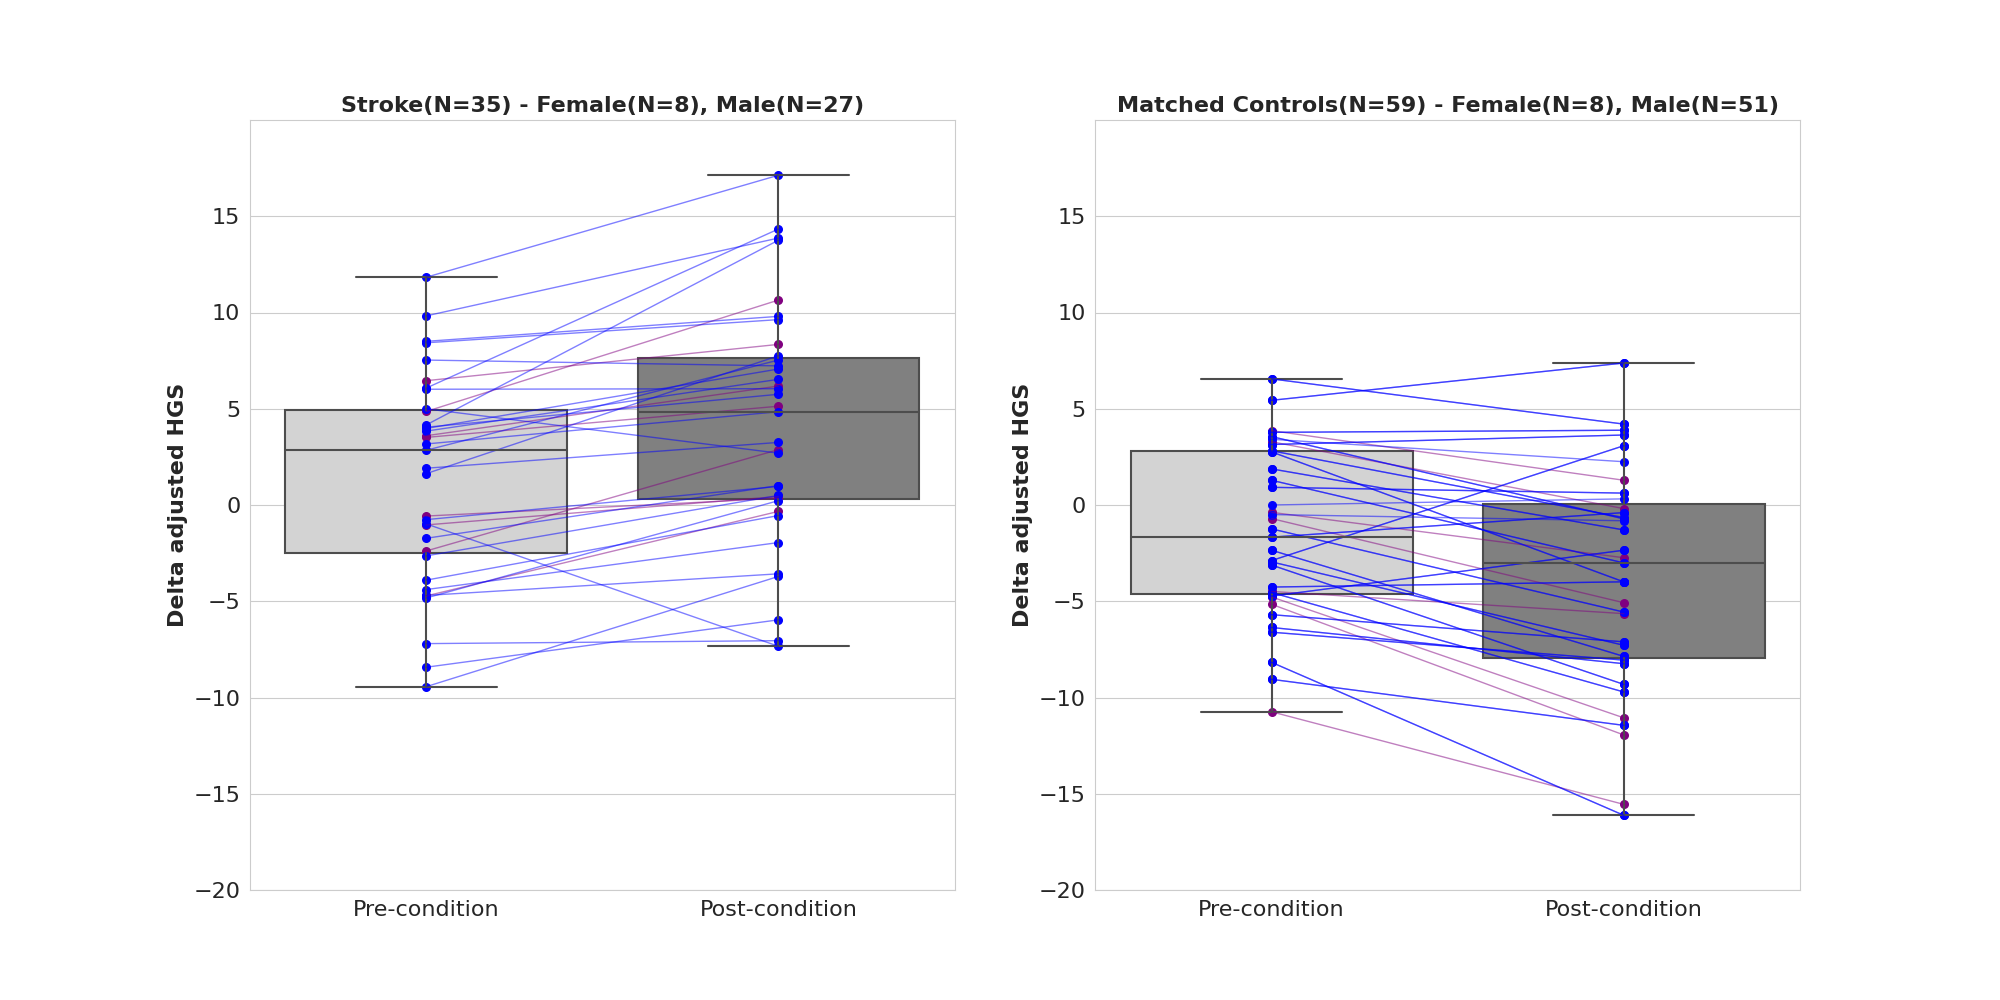 Stroke(N=35) - Female(N=8), Male(N=27)
Delta adjusted HGS
15
10
5
0
−5
−10
−15
−20
Pre-condition
Post-condition
Matched Controls(N=59) - Female(N=8), Male(N=51)
Delta adjusted HGS
15
10
5
0
−5
−10
−15
−20
Pre-condition
Post-condition